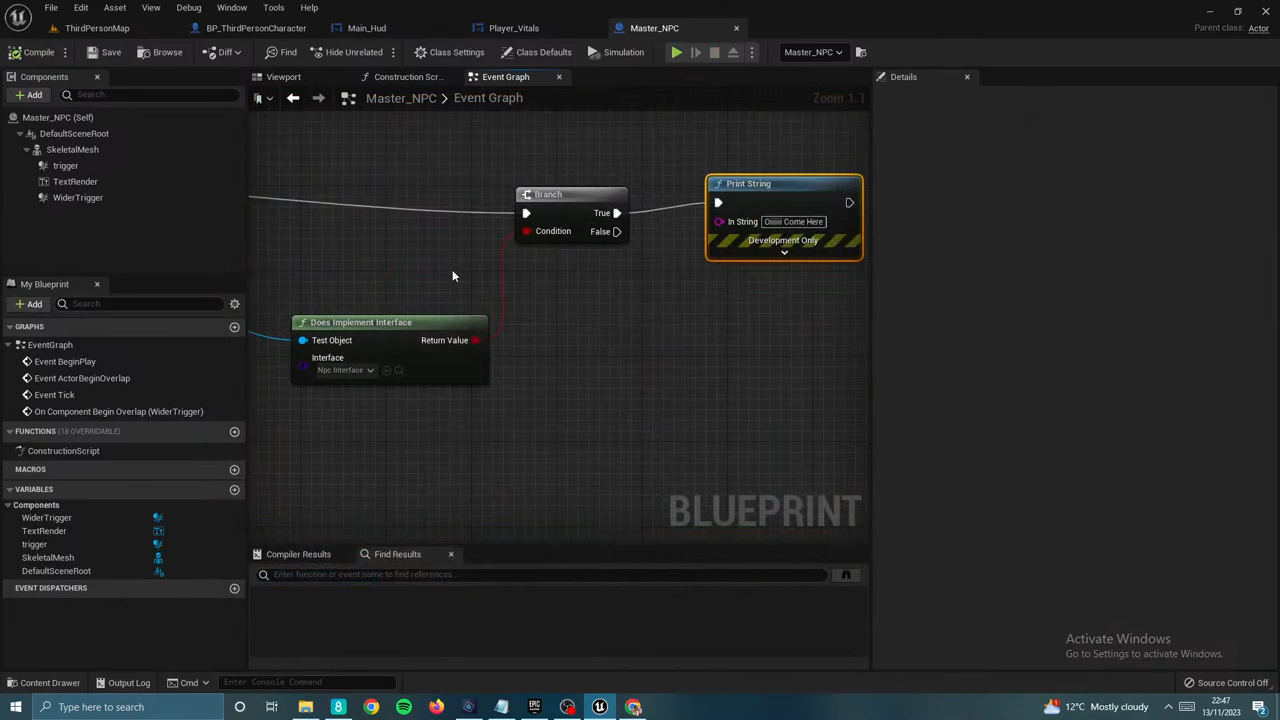 File Edit Asset View Debug Window Tools Help
ThirdPersonMap
BP_ThirdPersonCharacter
Main_Hud
Player_Vitals
Master_NPC
Parent class: Actor
Compile
Save
Browse
Diff
Find
Hide Unrelated
Class Settings
Class Defaults
Simulation
Master_NPC
Components
Viewport
Construction Scr...
Event Graph
Details
Add
Search
Master_NPC > Event Graph
Zoom 1:1
Master_NPC (Self)
DefaultSceneRoot
SkeletalMesh
trigger
TextRender
WiderTrigger
Branch
True
Condition
False
Print String
In String
Come Here
Development Only
Does Implement Interface
Test Object
Return Value
Interface
Npc Interface
My Blueprint
Add
Search
GRAPHS
EventGraph
Event BeginPlay
Event ActorBeginOverlap
Event Tick
On Component Begin Overlap (WiderTrigger)
FUNCTIONS (18 OVERRIDABLE)
ConstructionScript
MACROS
VARIABLES
Components
WiderTrigger
TextRender
trigger
SkeletalMesh
DefaultSceneRoot
EVENT DISPATCHERS
BLUEPRINT
Compiler Results
Find Results
Enter function or event name to find references...
Activate Windows
Go to Settings to activate Windows.
Content Drawer
Output Log
Cmd
Enter Console Command
Source Control Off
Type here to search
12°C Mostly cloudy
22:47
13/11/2023
2